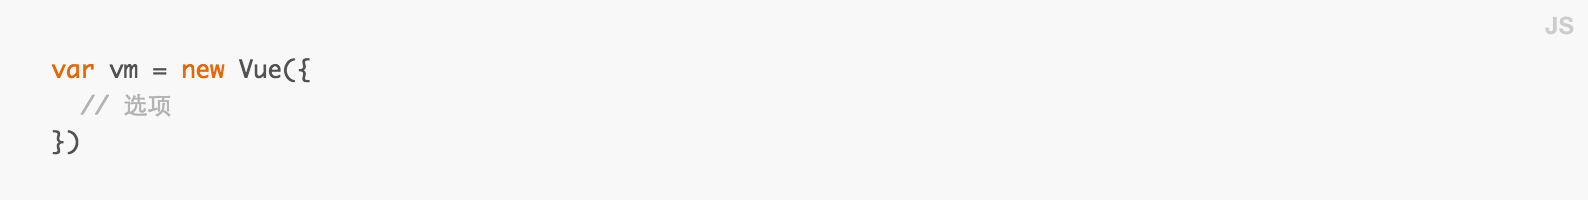 JS
var vm = new Vue({
  // 选项
})